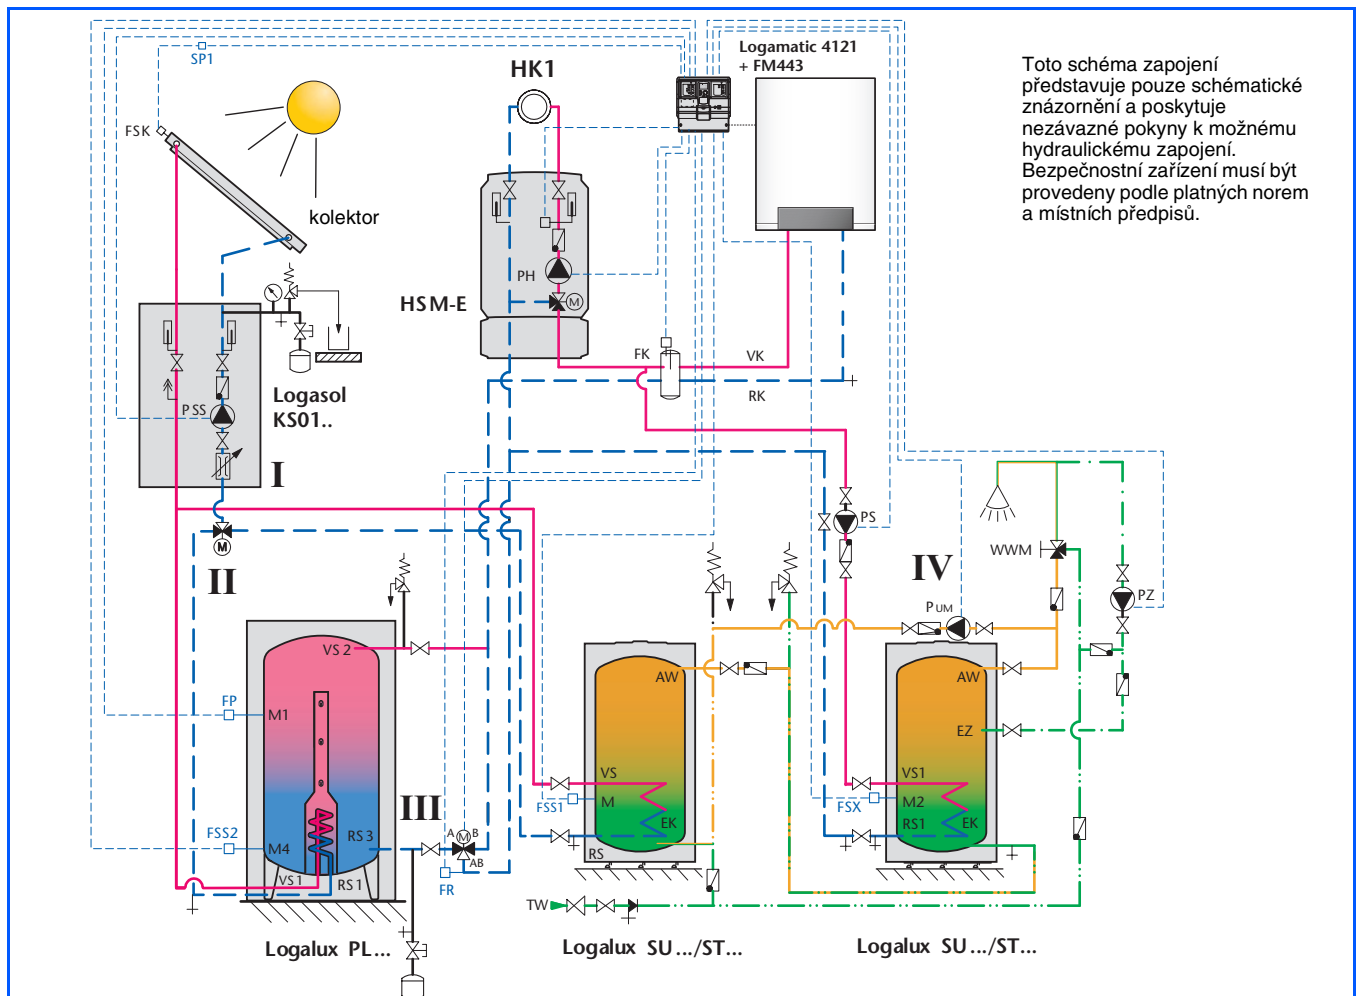 Logamatic 4121
+ FM443
Toto schéma zapojení
představuje pouze schématické
znázornění a poskytuje
nezávazné pokyny k možnému
hydraulickému zapojení.
Bezpečnostní zařízení musí být
provedeny podle platných norem
a místních předpisů.
SP1
HK1
FSK
kolektor
PH
HSM-E
M
FK
VK
RK
Logasol
KS01..
PSS
I
M
II
PS
WWM
IV
PUM
PZ
VS 2
AW
AW
FP
M1
EZ
III
VS
VS1
FSS1
M
FSX
M2
FSS2
M4
RS 3
A
M
B
AB
EK
RS
RS1
EK
VS1
RS1
FR
TW
Logalux PL...
Logalux SU.../ST...
Logalux SU.../ST...